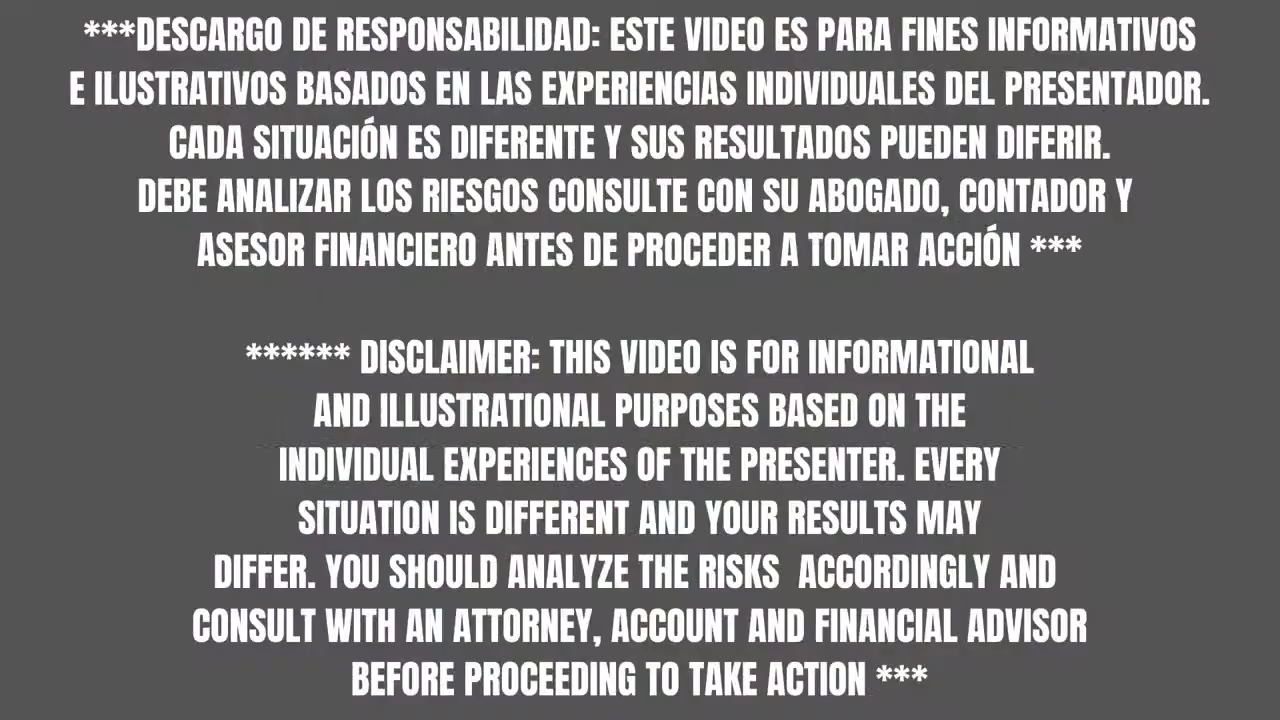 ***DESCARGO DE RESPONSABILIDAD: ESTE VIDEO ES PARA FINES INFORMATIVOS
E ILUSTRATIVOS BASADOS EN LAS EXPERIENCIAS INDIVIDUALES DEL PRESENTADOR.
CADA SITUACIÓN ES DIFERENTE Y SUS RESULTADOS PUEDEN DIFERIR.
DEBE ANALIZAR LOS RIESGOS CONSULTE CON SU ABOGADO, CONTADOR Y
ASESOR FINANCIERO ANTES DE PROCEDER A TOMAR ACCIÓN ***
****** DISCLAIMER: THIS VIDEO IS FOR INFORMATIONAL
AND ILLUSTRATIONAL PURPOSES BASED ON THE
INDIVIDUAL EXPERIENCES OF THE PRESENTER. EVERY
SITUATION IS DIFFERENT AND YOUR RESULTS MAY
DIFFER. YOU SHOULD ANALYZE THE RISKS  ACCORDINGLY AND
CONSULT WITH AN ATTORNEY, ACCOUNT AND FINANCIAL ADVISOR
BEFORE PROCEEDING TO TAKE ACTION ***